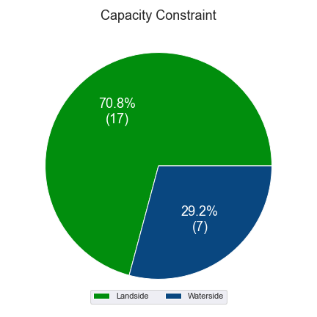 Capacity Constraint
70.8%
(17)
29.2%
(7)
Landside Waterside